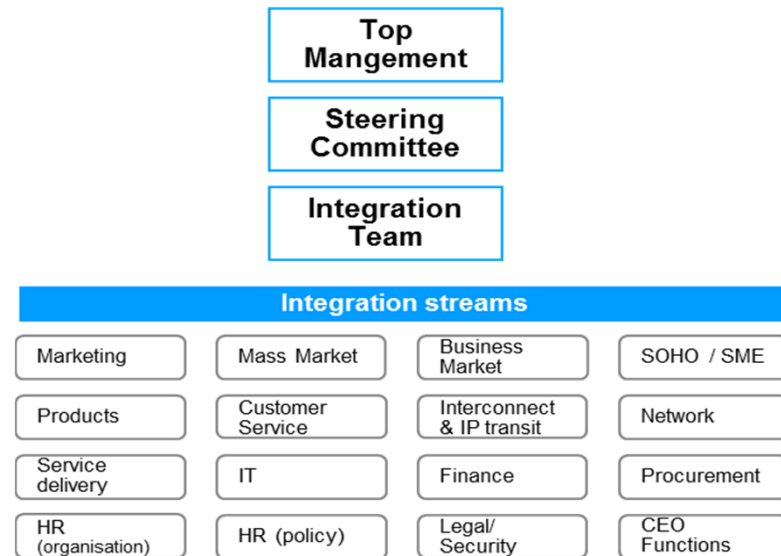 Top
Mangement
Steering
Committee
Integration
Team
Integration streams
Marketing
Mass Market
Business
Market
SOHO / SME
Products
Customer
Service
Interconnect
& IP transit
Network
Service
delivery
IT
Finance
Procurement
HR
(organisation)
HR (policy)
Legal/
Security
CEO
Functions